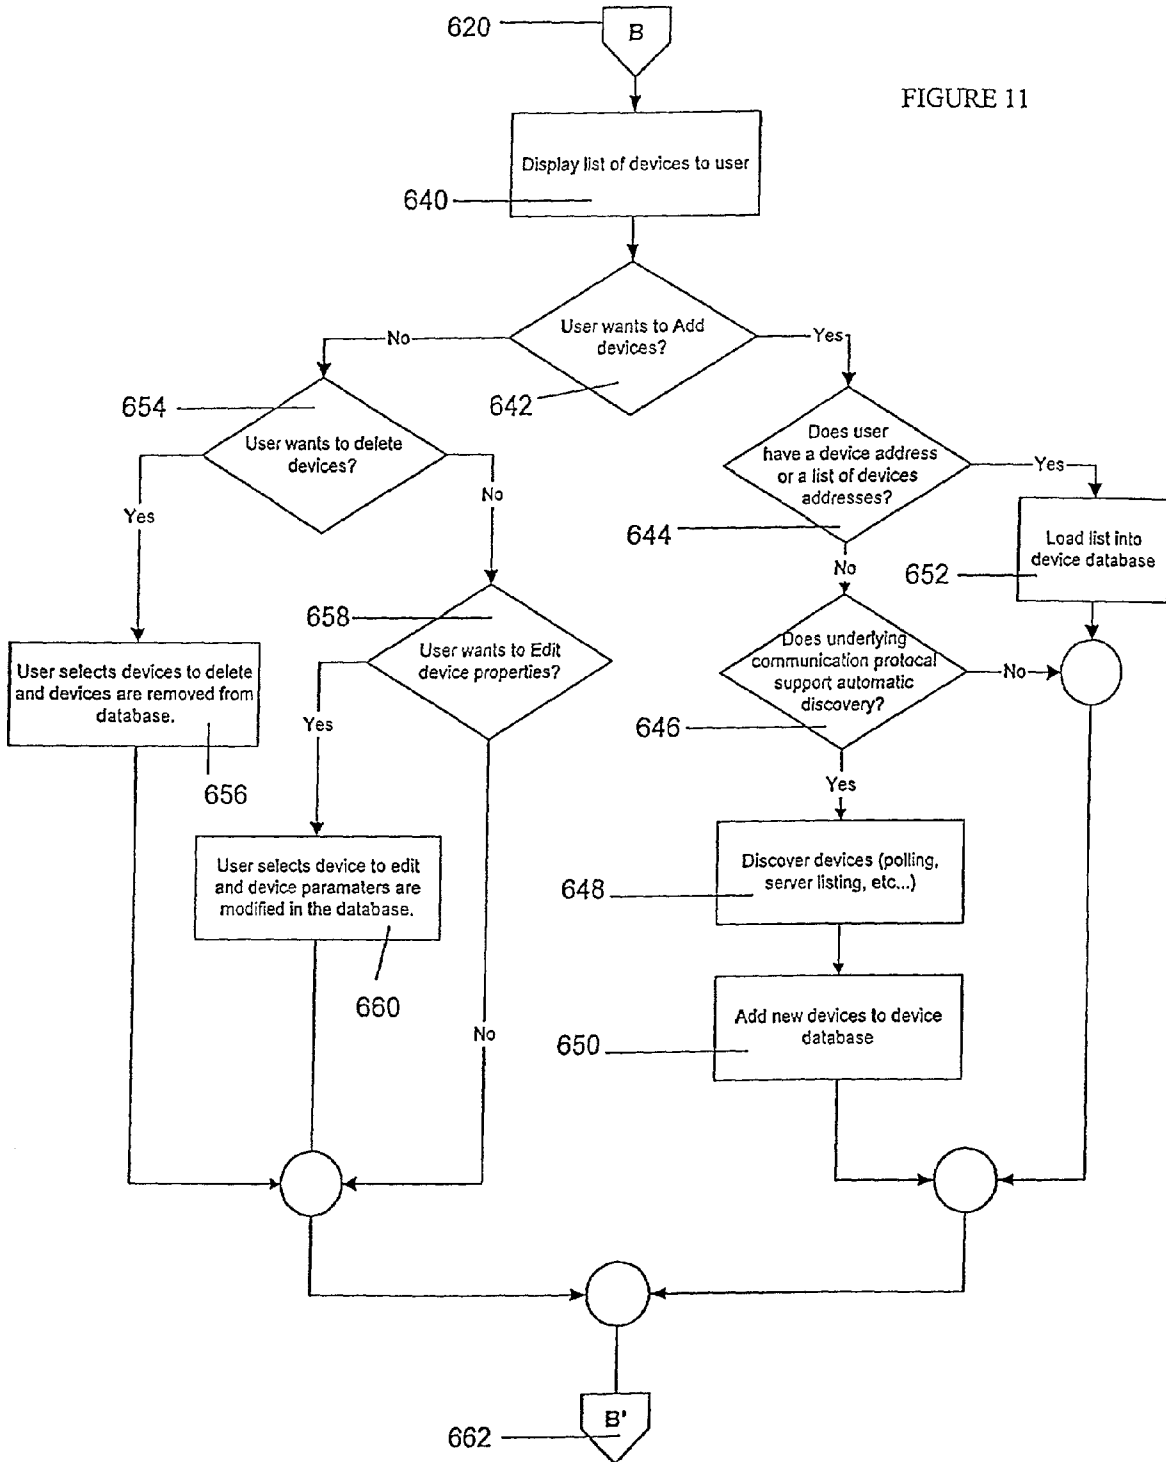 620
B
FIGURE 11
Display list of devices to user
640
User wants to Add
devices?
642
No
Yes
654
User wants to delete
devices?
Does user
have a device address
or a list of devices
addresses?
644
Yes
No
Yes
No
Load list into
device database
652
658
User wants to Edit
device properties?
Does underlying
communication protocal
support automatic
discovery?
646
No
User selects devices to delete
and devices are removed from
database.
656
Yes
Yes
User selects device to edit
and device paramaters are
modified in the database.
660
Discover devices (polling,
server listing, etc...)
648
No
Add new devices to device
database
650
B'
662